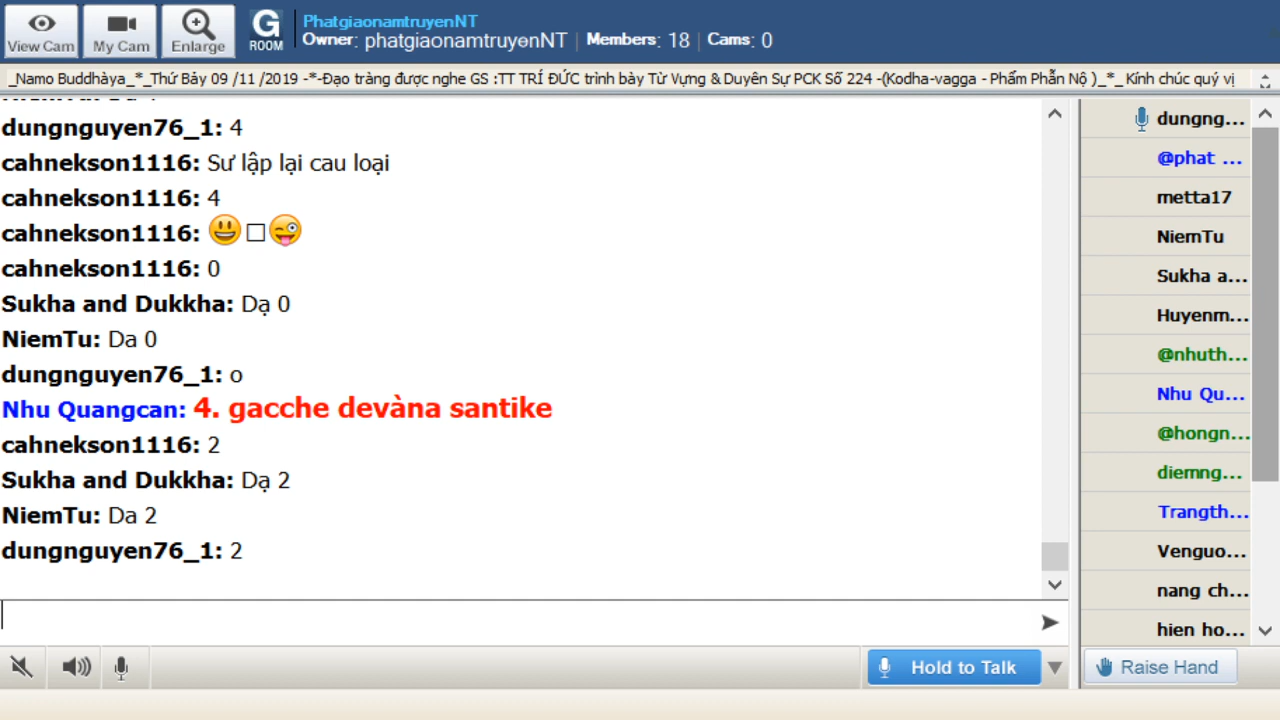 View Cam
My Cam
Enlarge
G
ROOM
PhatgiaonamtruyenNT
Owner: phatgiaonamtruyenNT | Members: 18 | Cams: 0
_Namo Buddhàya_*_Thứ Bảy 09 /11 /2019 -*-Đạo tràng được nghe GS :TT TRÍ ĐỨC trình bày Từ Vựng & Duyên Sự PCK Số 224 -(Kodha-vagga - Phẩm Phẫn Nộ )_*_ Kính chúc quý vị
dungnguyen76_1: 4
cahnekson1116: Sư lập lại cau loại
cahnekson1116: 4
cahnekson1116: 😃□😜
cahnekson1116: 0
Sukha and Dukkha: Dạ 0
NiemTu: Da 0
dungnguyen76_1: o
Nhu Quangcan: 4. gacche devàna santike
cahnekson1116: 2
Sukha and Dukkha: Dạ 2
NiemTu: Da 2
dungnguyen76_1: 2
dungng...
@phat ...
metta17
NiemTu
Sukha a...
Huyenm...
@nhuth...
Nhu Qu...
@hongn...
diemng...
Trangth...
Venguo...
nang ch...
hien ho...
Hold to Talk
Raise Hand